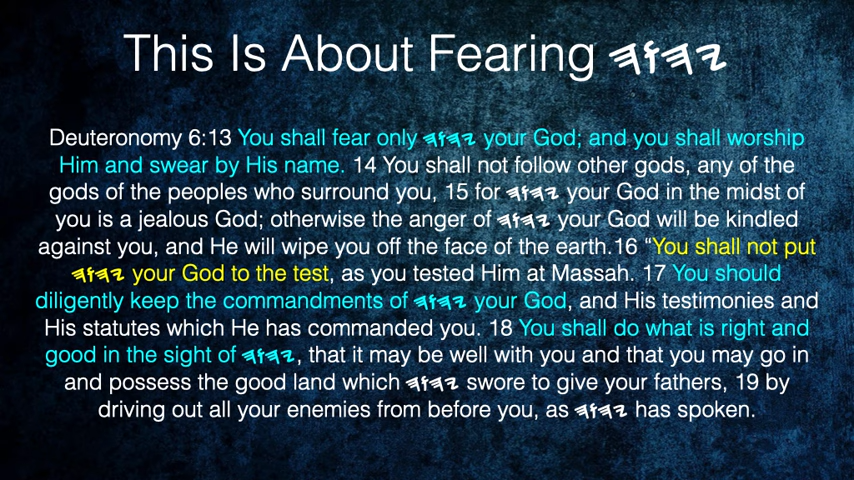 This Is About Fearing 𐤉𐤄𐤅𐤄
Deuteronomy 6:13 You shall fear only 𐤉𐤄𐤅𐤄 your God; and you shall worship
Him and swear by His name. 14 You shall not follow other gods, any of the
gods of the peoples who surround you, 15 for 𐤉𐤄𐤅𐤄 your God in the midst of
you is a jealous God; otherwise the anger of 𐤉𐤄𐤅𐤄 your God will be kindled
against you, and He will wipe you off the face of the earth.16 “You shall not put
𐤉𐤄𐤅𐤄 your God to the test, as you tested Him at Massah. 17 You should
diligently keep the commandments of 𐤉𐤄𐤅𐤄 your God, and His testimonies and
His statutes which He has commanded you. 18 You shall do what is right and
good in the sight of 𐤉𐤄𐤅𐤄, that it may be well with you and that you may go in
and possess the good land which 𐤉𐤄𐤅𐤄 swore to give your fathers, 19 by
driving out all your enemies from before you, as 𐤉𐤄𐤅𐤄 has spoken.